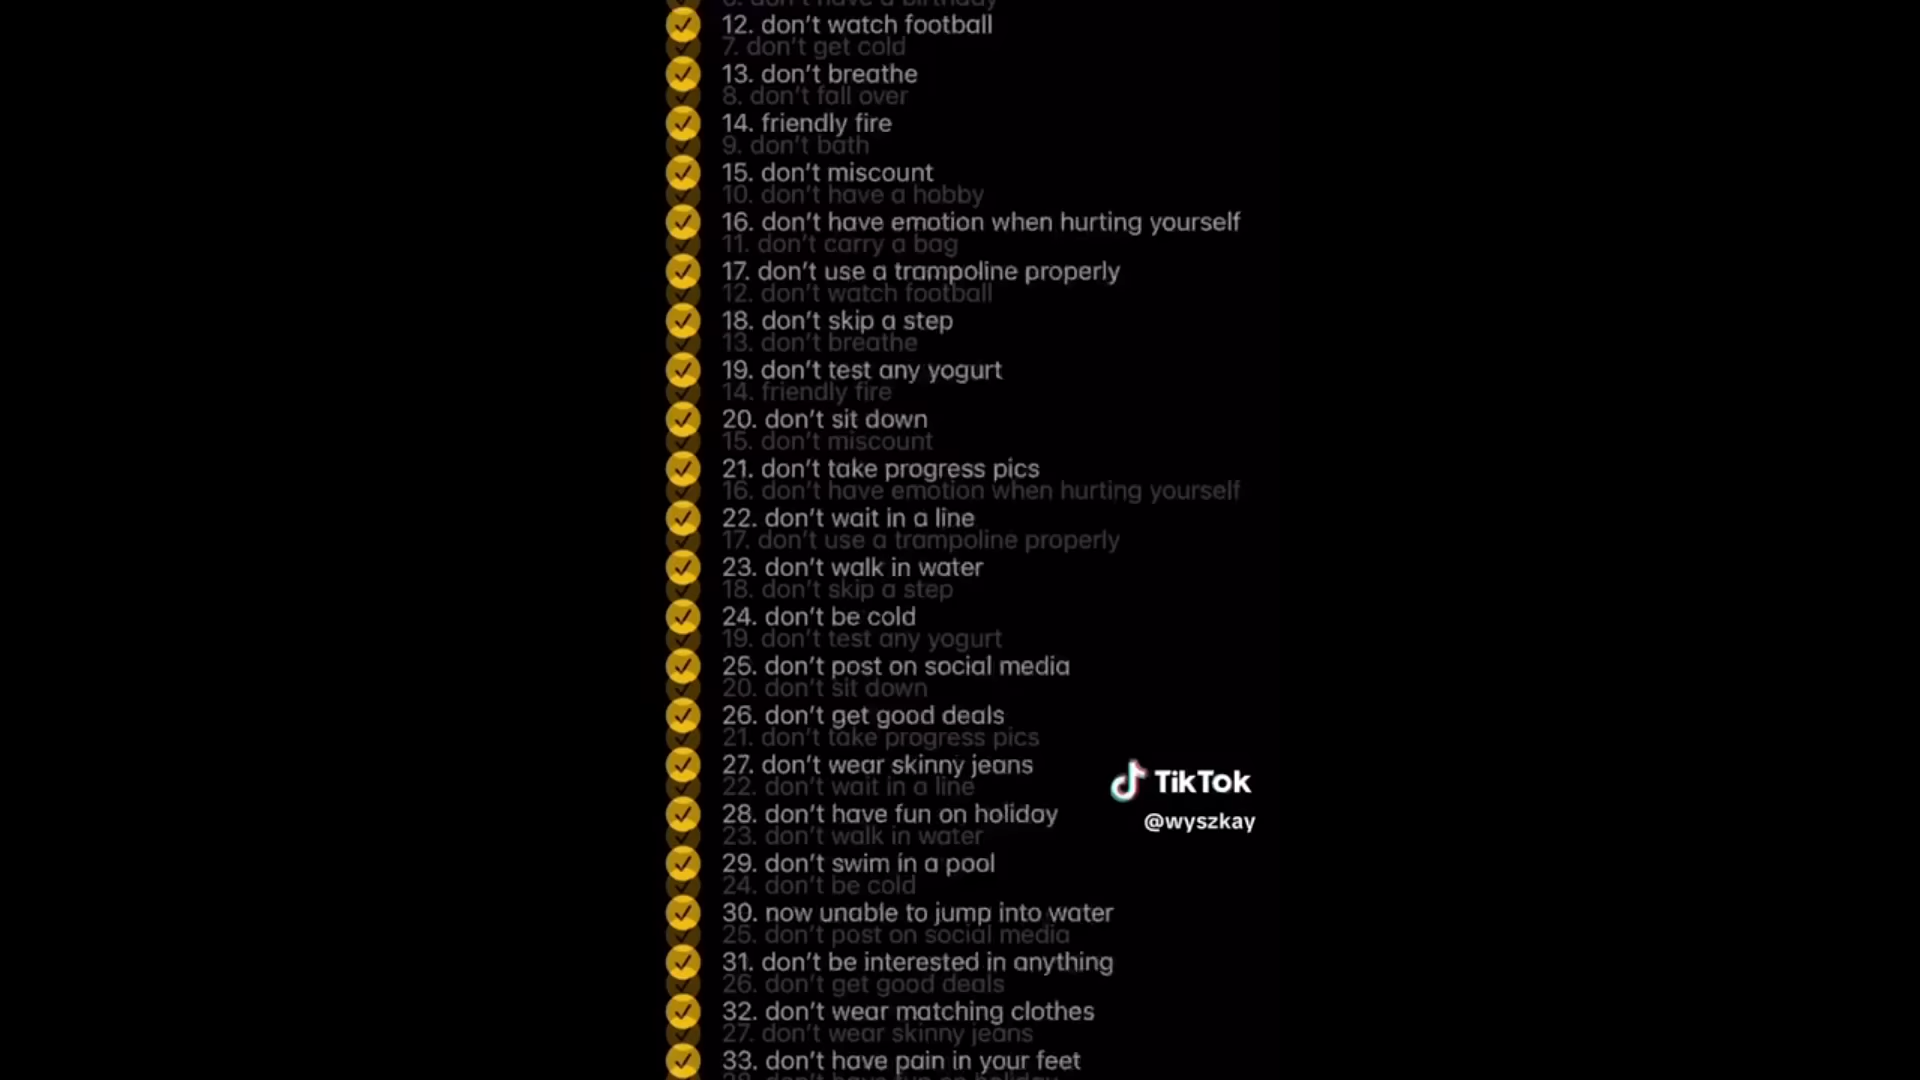 6. don't have a birthday
12. don't watch football
7. don't get cold
13. don't breathe
8. don't fall over
14. friendly fire
9. don't bath
15. don't miscount
10. don't have a hobby
16. don't have emotion when hurting yourself
11. don't carry a bag
17. don't use a trampoline properly
12. don't watch football
18. don't skip a step
13. don't breathe
19. don't test any yogurt
14. friendly fire
20. don't sit down
15. don't miscount
21. don't take progress pics
16. don't have emotion when hurting yourself
22. don't wait in a line
17. don't use a trampoline properly
23. don't walk in water
18. don't skip a step
24. don't be cold
19. don't test any yogurt
25. don't post on social media
20. don't sit down
26. don't get good deals
21. don't take progress pics
27. don't wear skinny jeans
TikTok
22. don't wait in a line
28. don't have fun on holiday
@wyszkay
23. don't walk in water
29. don't swim in a pool
24. don't be cold
30. now unable to jump into water
25. don't post on social media
31. don't be interested in anything
26. don't get good deals
32. don't wear matching clothes
27. don't wear skinny jeans
33. don't have pain in your feet
28. don't have fun on holiday